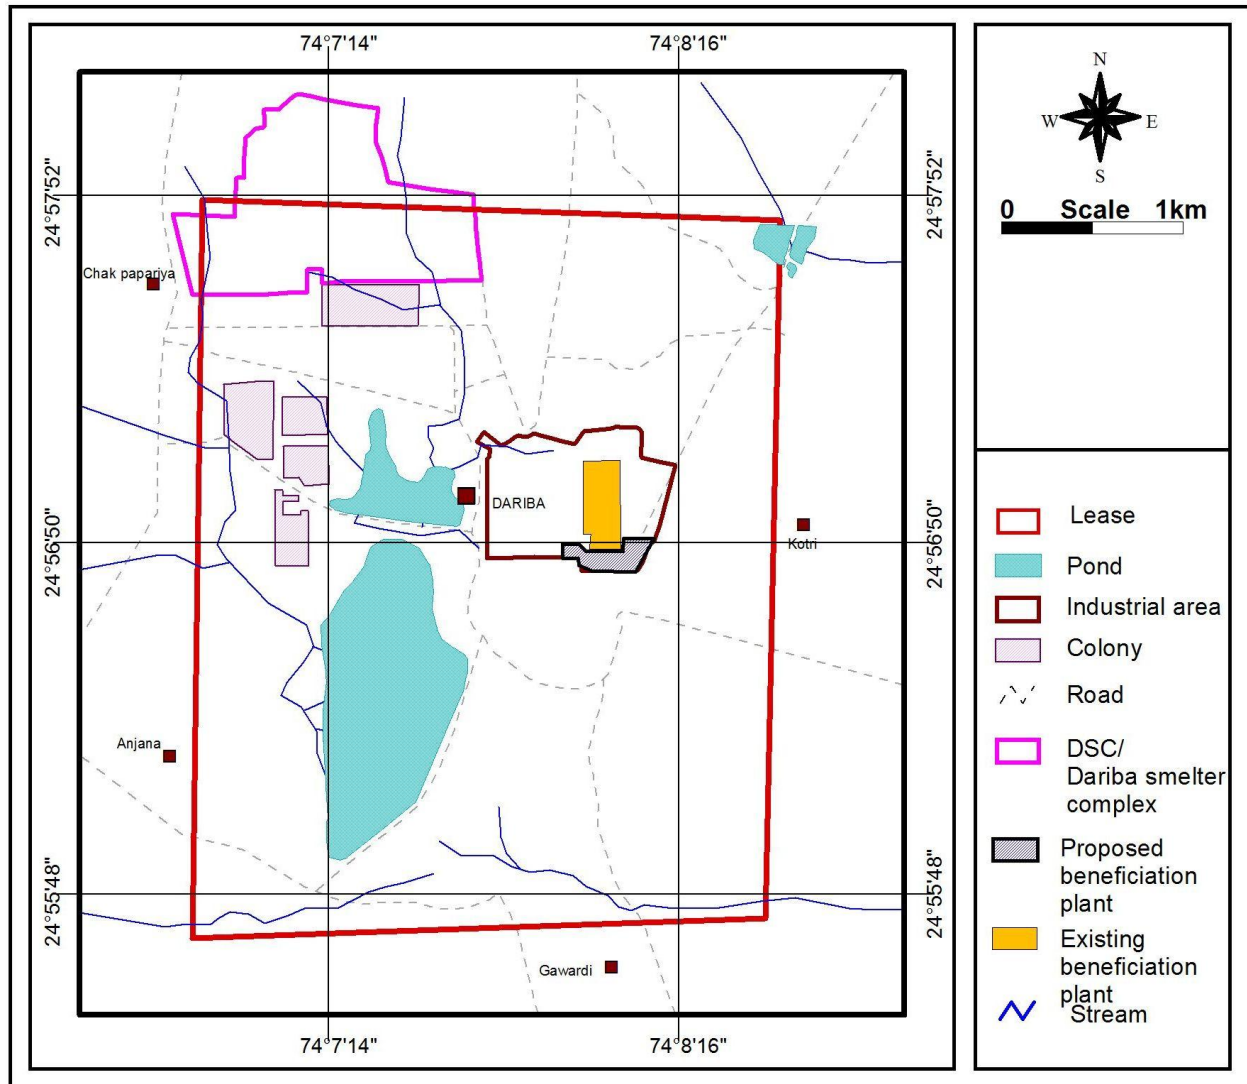 74°7'14"
74°8'16"
24°57'52"
24°57'52"
Chak papariya
DARIBA
24°56'50"
24°56'50"
Kotri
Anjana
24°55'48"
24°55'48"
Gawardi
74°7'14"
74°8'16"
N
W
E
S
0 Scale 1km
Lease
Pond
Industrial area
Colony
Road
DSC/
Dariba smelter
complex
Proposed
beneficiation
plant
Existing
beneficiation
plant
Stream